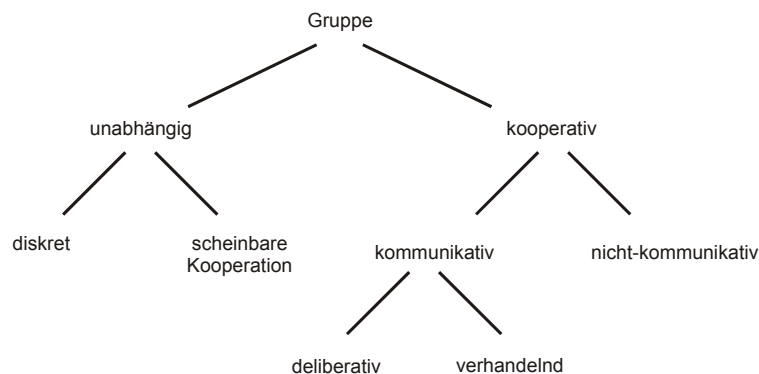 Gruppe
unabhängig
kooperativ
diskret
scheinbare
Kooperation
kommunikativ
nicht-kommunikativ
deliberativ
verhandelnd